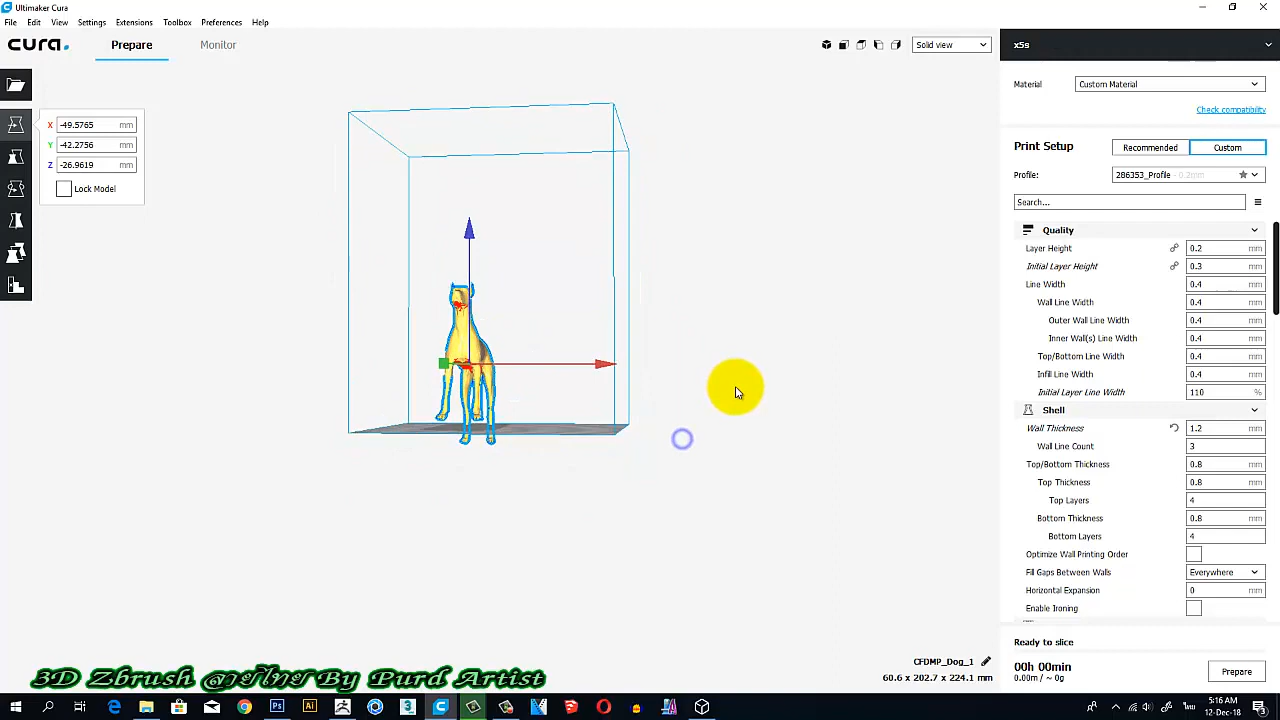 Ultimaker Cura
File Edit View Settings Extensions Toolbox Preferences Help
cura. Prepare Monitor Solid view x5s
Material Custom Material
Check compatibility
X -49.5765 mm
Y -42.2756 mm
Z -26.9619 mm
Lock Model
Print Setup Recommended Custom
Profile: 286353_Profile - 0.2mm
Search...
Quality
Layer Height 0.2 mm
Initial Layer Height 0.3 mm
Line Width 0.4 mm
Wall Line Width 0.4 mm
Outer Wall Line Width 0.4 mm
Inner Wall(s) Line Width 0.4 mm
Top/Bottom Line Width 0.4 mm
Infill Line Width 0.4 mm
Initial Layer Line Width 110 %
Shell
Wall Thickness 1.2 mm
Wall Line Count 3
Top/Bottom Thickness 0.8 mm
Top Thickness 0.8 mm
Top Layers 4
Bottom Thickness 0.8 mm
Bottom Layers 4
Optimize Wall Printing Order
Fill Gaps Between Walls Everywhere
Horizontal Expansion 0 mm
Enable Ironing
Ready to slice
00h 00min
0.00m / ~ 0g
Prepare
CFDMP_Dog_1
60.6 x 202.7 x 224.1 mm
3D Zbrush By Purd Artist
5:16 AM
12-Dec-18